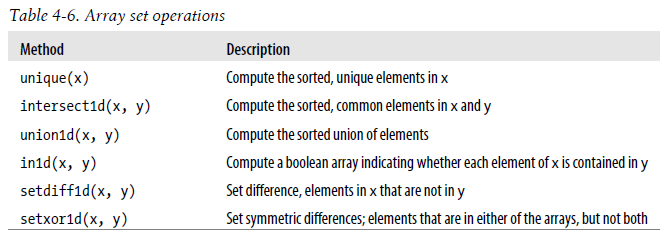 Table 4-6. Array set operations
Method Description
unique(x) Compute the sorted, unique elements in x
intersect1d(x, y) Compute the sorted, common elements in x and y
union1d(x, y) Compute the sorted union of elements
in1d(x, y) Compute a boolean array indicating whether each element of x is contained in y
setdiff1d(x, y) Set difference, elements in x that are not in y
setxor1d(x, y) Set symmetric differences; elements that are in either of the arrays, but not both